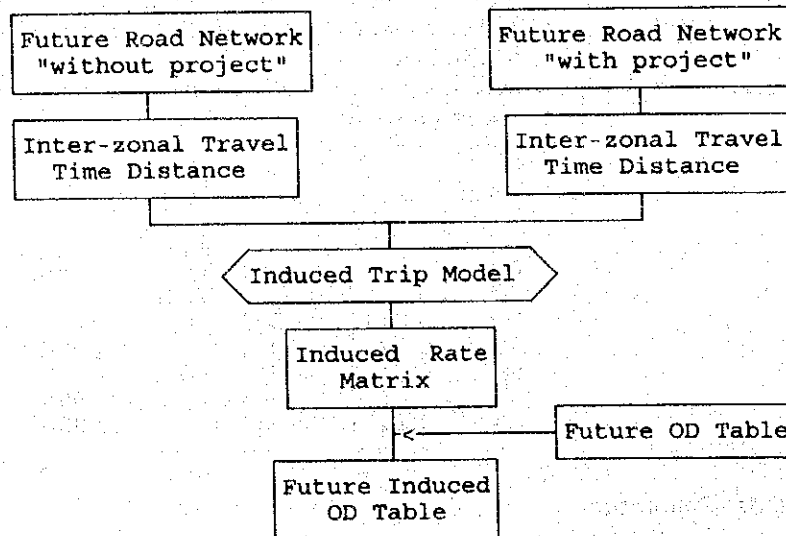 Future Road Network
"without project"
Future Road Network
"with project"
Inter-zonal Travel
Time Distance
Inter-zonal Travel
Time Distance
Induced Trip Model
Induced Rate
Matrix
Future OD Table
Future Induced
OD Table